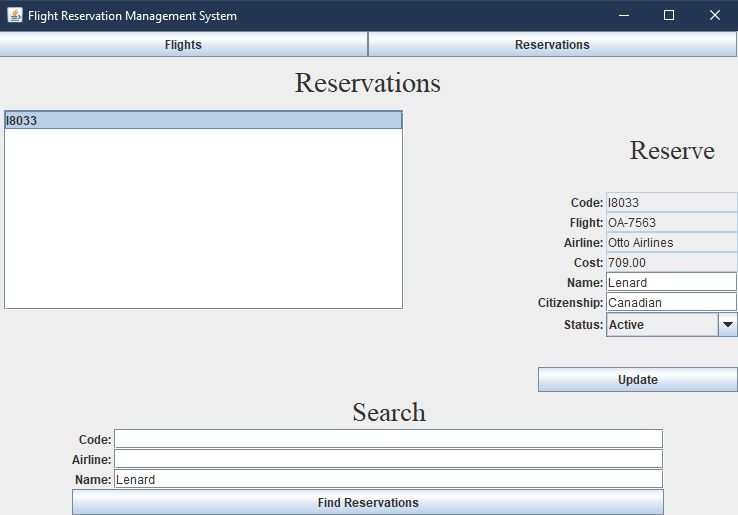 Flight Reservation Management System
Flights
Reservations
Reservations
I8033
Reserve
Code: I8033
Flight: OA-7563
Airline: Otto Airlines
Cost: 709.00
Name: Lenard
Citizenship: Canadian
Status: Active
Update
Search
Code:
Airline:
Name: Lenard
Find Reservations